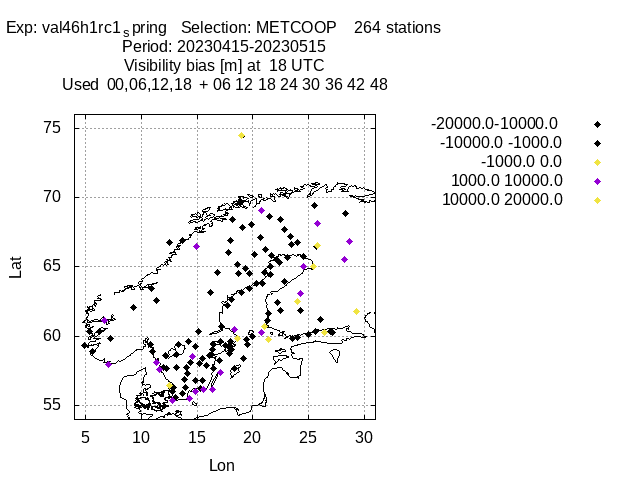 Exp: val46h1rc1spring Selection: METCOOP 264 stations
Period: 20230415-20230515
Visibility bias [m] at 18 UTC
Used 00,06,12,18 + 06 12 18 24 30 36 42 48
-20000.0-10000.0
-10000.0 -1000.0
-1000.0 0.0
1000.0 10000.0
10000.0 20000.0
75
70
65
60
55
Lat
5 10 15 20 25 30
Lon